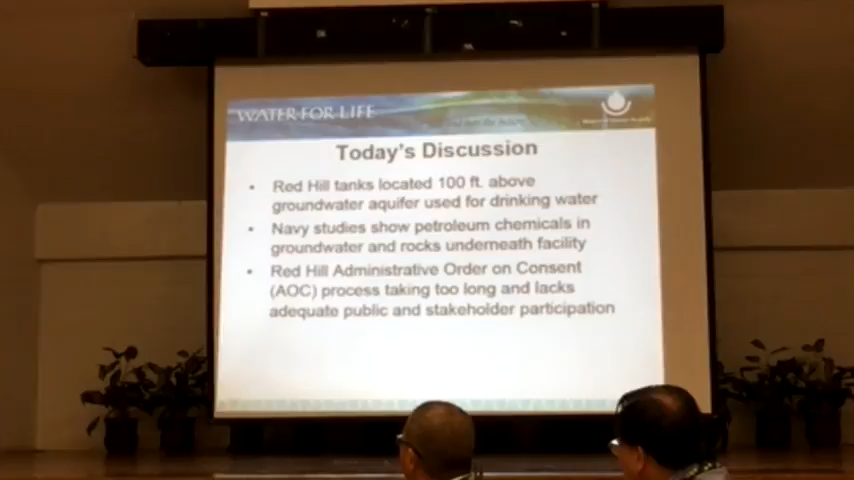 WATER FOR LIFE
Today's Discussion
• Red Hill tanks located 100 ft. above
groundwater aquifer used for drinking water
• Navy studies show petroleum chemicals in
groundwater and rocks underneath facility
• Red Hill Administrative Order on Consent
(AOC) process taking too long and lacks
adequate public and stakeholder participation